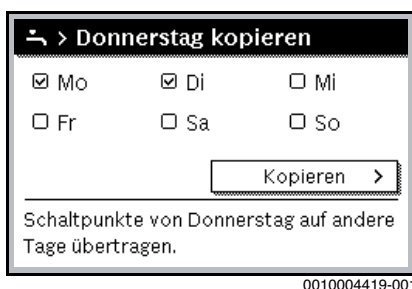 > Donnerstag kopieren
Mo Di Mi
Fr Sa So
Kopieren >
Schaltpunkte von Donnerstag auf andere
Tage übertragen.
0010004419-001